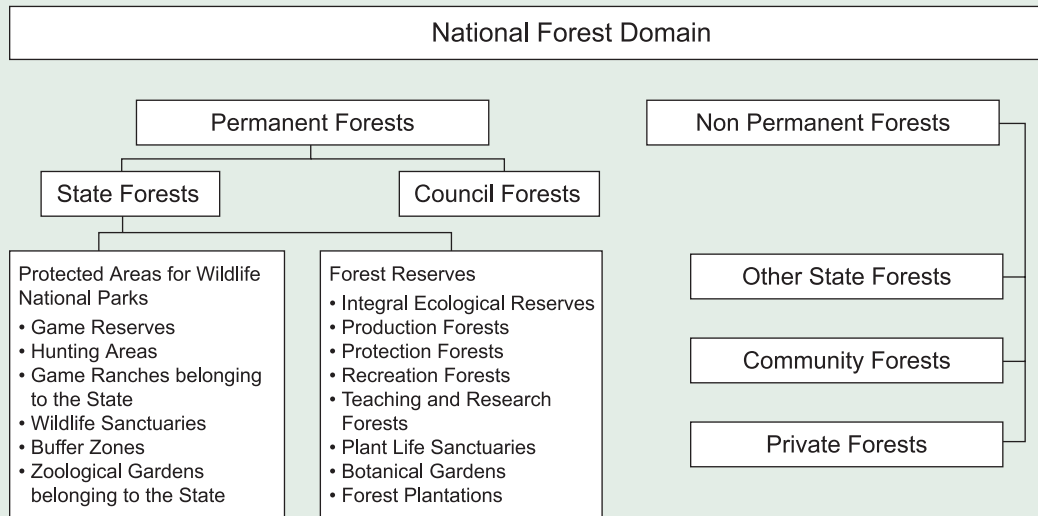 National Forest Domain
Permanent Forests
Non Permanent Forests
State Forests
Council Forests
Protected Areas for Wildlife
National Parks
• Game Reserves
• Hunting Areas
• Game Ranches belonging
to the State
• Wildlife Sanctuaries
• Buffer Zones
• Zoological Gardens
belonging to the State
Forest Reserves
• Integral Ecological Reserves
• Production Forests
• Protection Forests
• Recreation Forests
• Teaching and Research
Forests
• Plant Life Sanctuaries
• Botanical Gardens
• Forest Plantations
Other State Forests
Community Forests
Private Forests